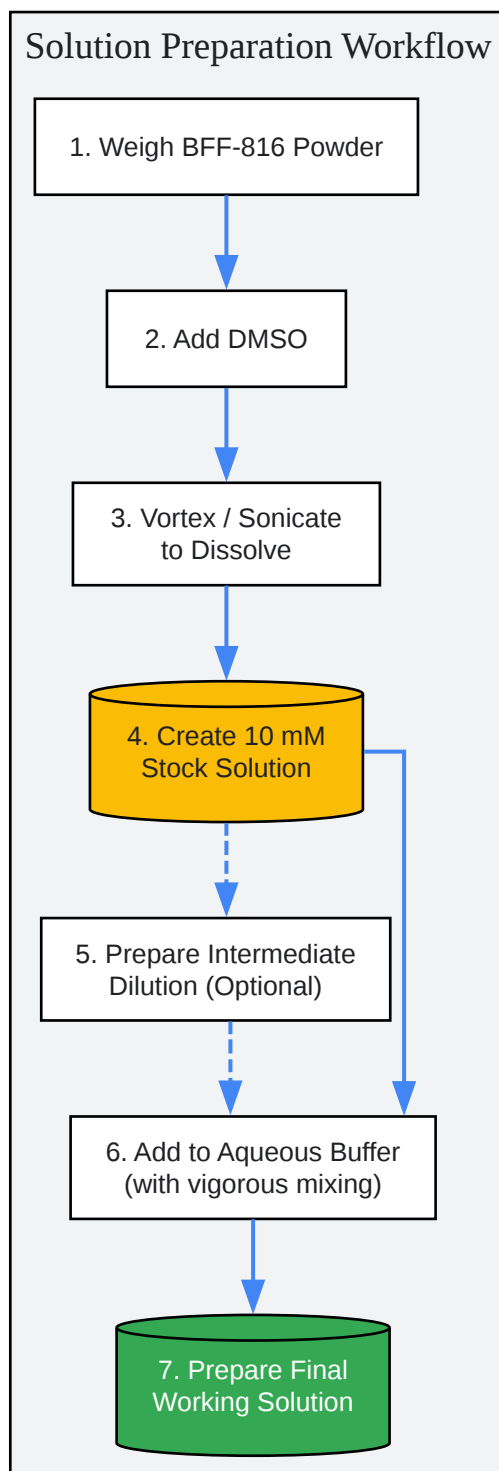 Solution Preparation Workflow
1. Weigh BFF-816 Powder
2. Add DMSO
3. Vortex / Sonicate
to Dissolve
4. Create 10 mM
Stock Solution
5. Prepare Intermediate
Dilution (Optional)
6. Add to Aqueous Buffer
(with vigorous mixing)
7. Prepare Final
Working Solution